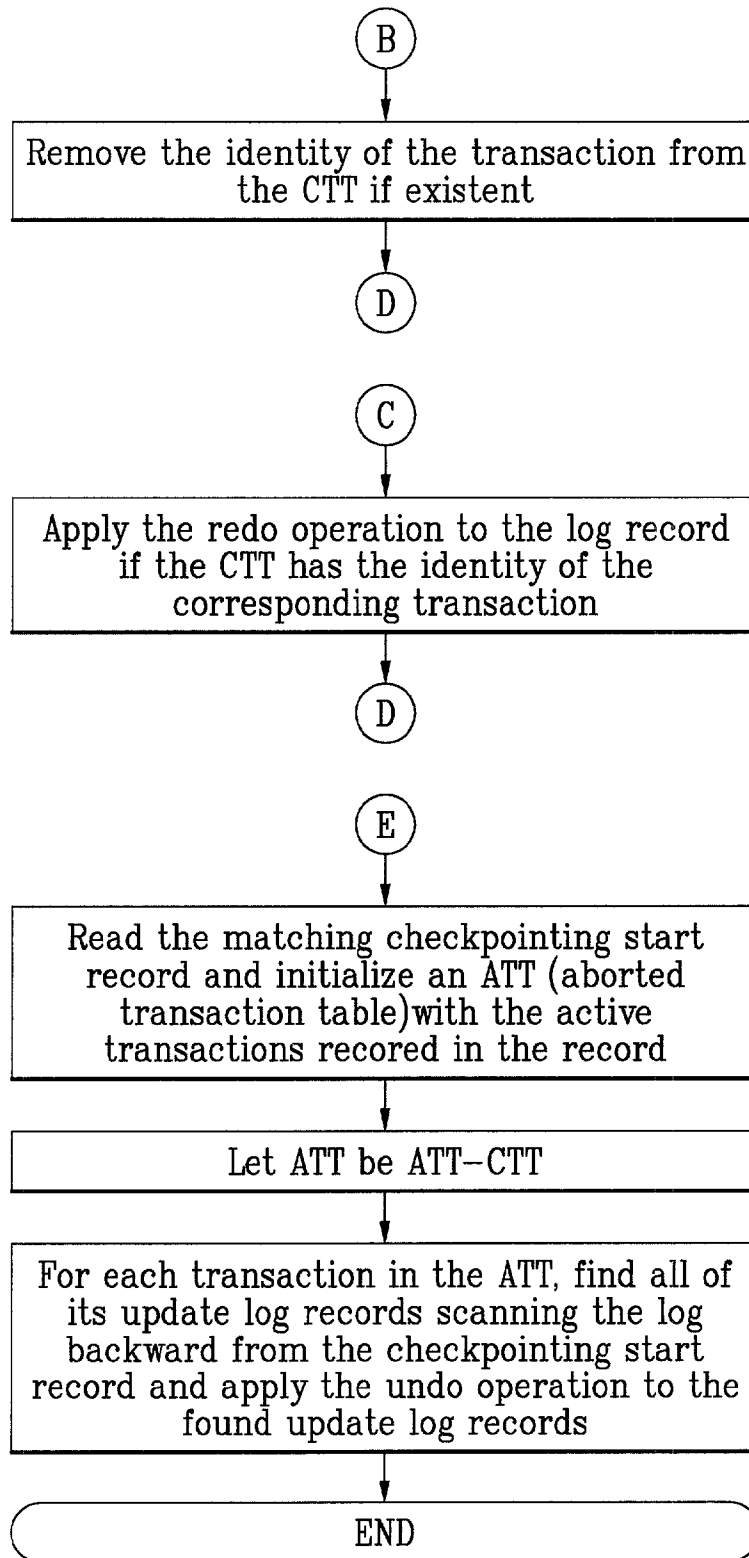 B
Remove the identity of the transaction from
the CTT if existent
D
C
Apply the redo operation to the log record
if the CTT has the identity of the
corresponding transaction
D
E
Read the matching checkpointing start
record and initialize an ATT (aborted
transaction table)with the active
transactions recored in the record
Let ATT be ATT-CTT
For each transaction in the ATT, find all of
its update log records scanning the log
backward from the checkpointing start
record and apply the undo operation to the
found update log records
END